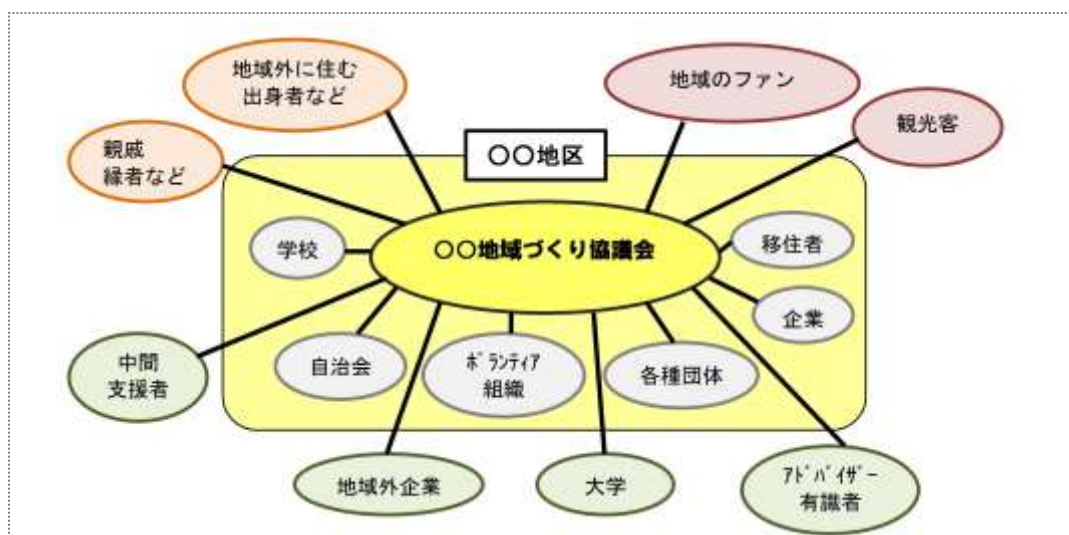 地域外に住む
出身者など
地域のファン
観光客
親戚
縁者など
〇〇地区
学校
〇〇地域づくり協議会
移住者
企業
中間
支援者
自治会
ﾎﾞﾗﾝﾃｨｱ
組織
各種団体
地域外企業
大学
ｱﾄﾞﾊﾞｲｻﾞｰ
有識者